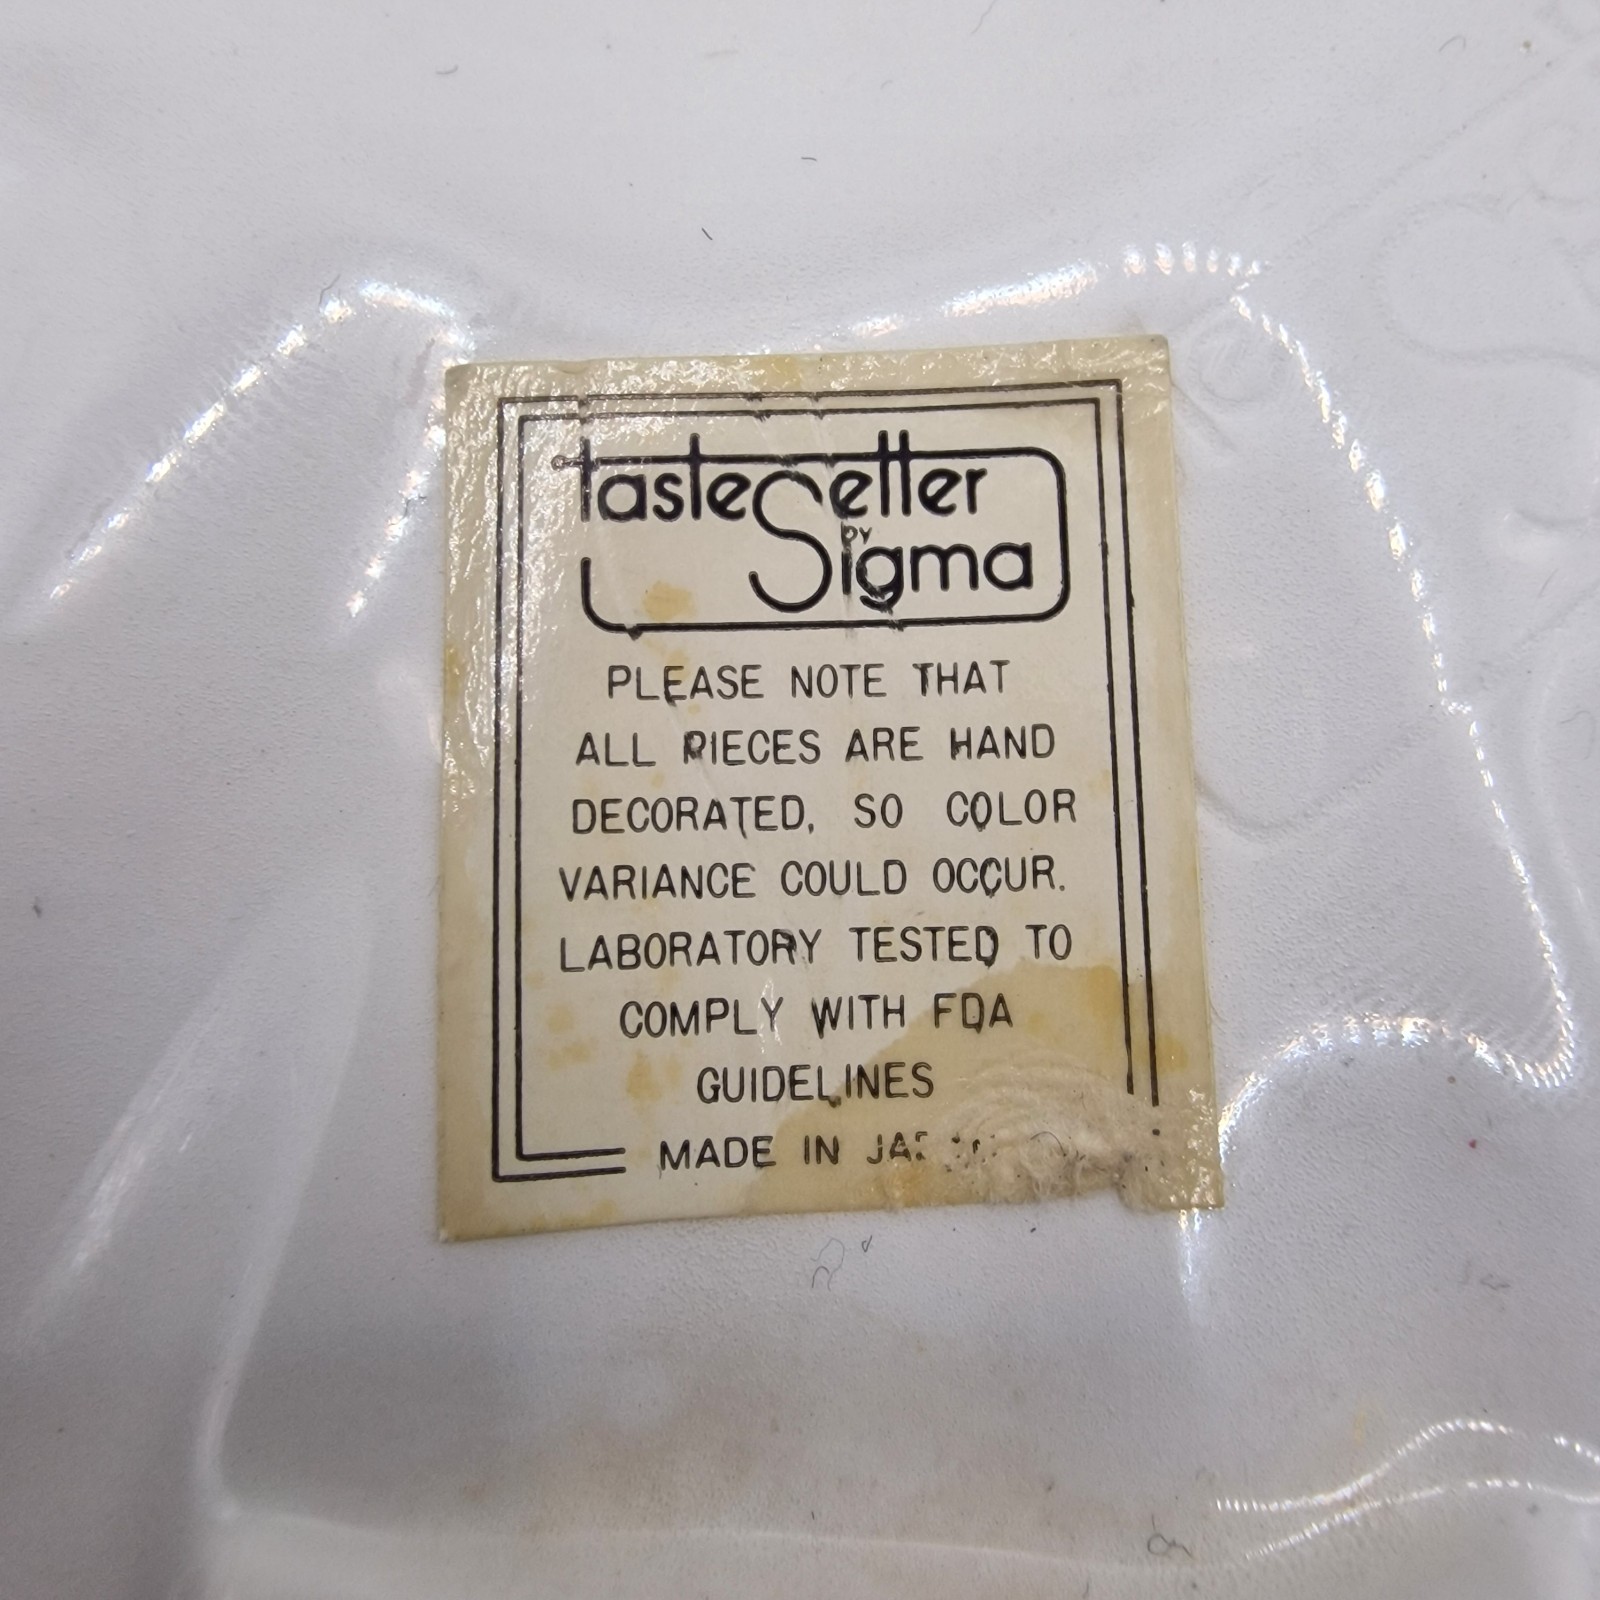 tasteSetter
by
Sigma
PLEASE NOTE THAT
ALL PIECES ARE HAND
DECORATED, SO COLOR
VARIANCE COULD OCCUR.
LABORATORY TESTED TO
COMPLY WITH FDA
GUIDELINES
MADE IN